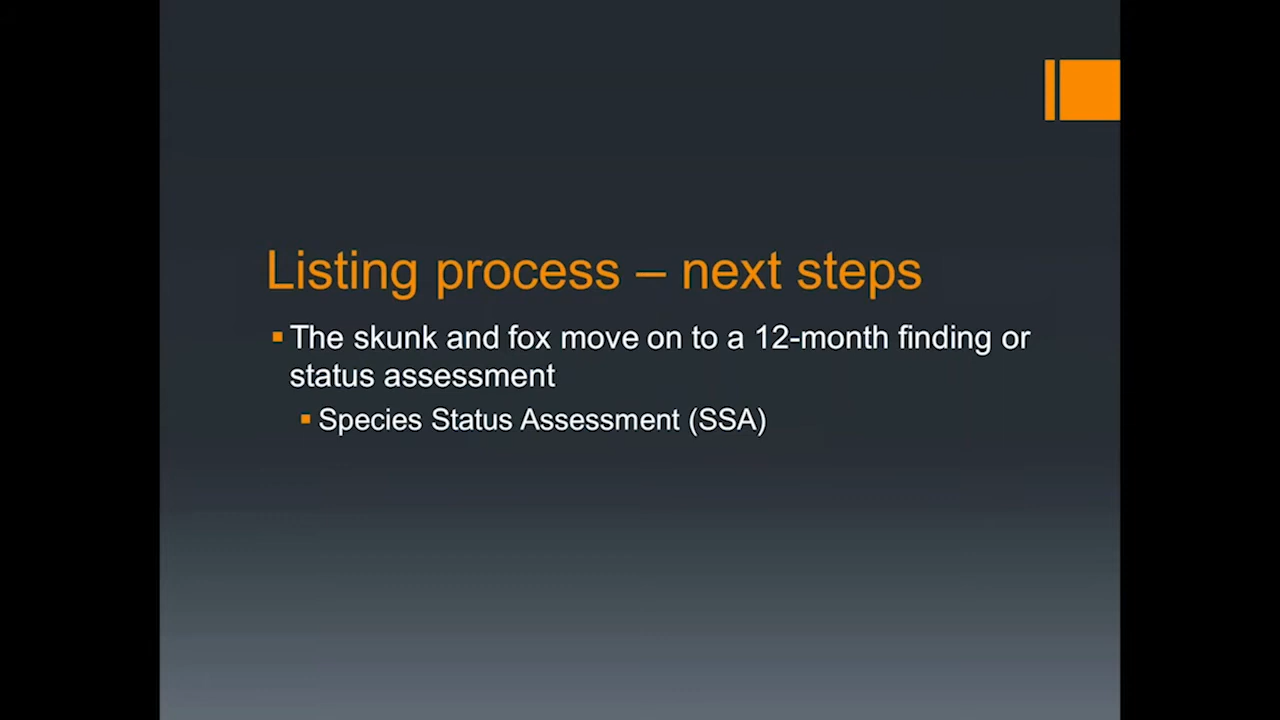 Listing process – next steps
The skunk and fox move on to a 12-month finding or
status assessment
Species Status Assessment (SSA)